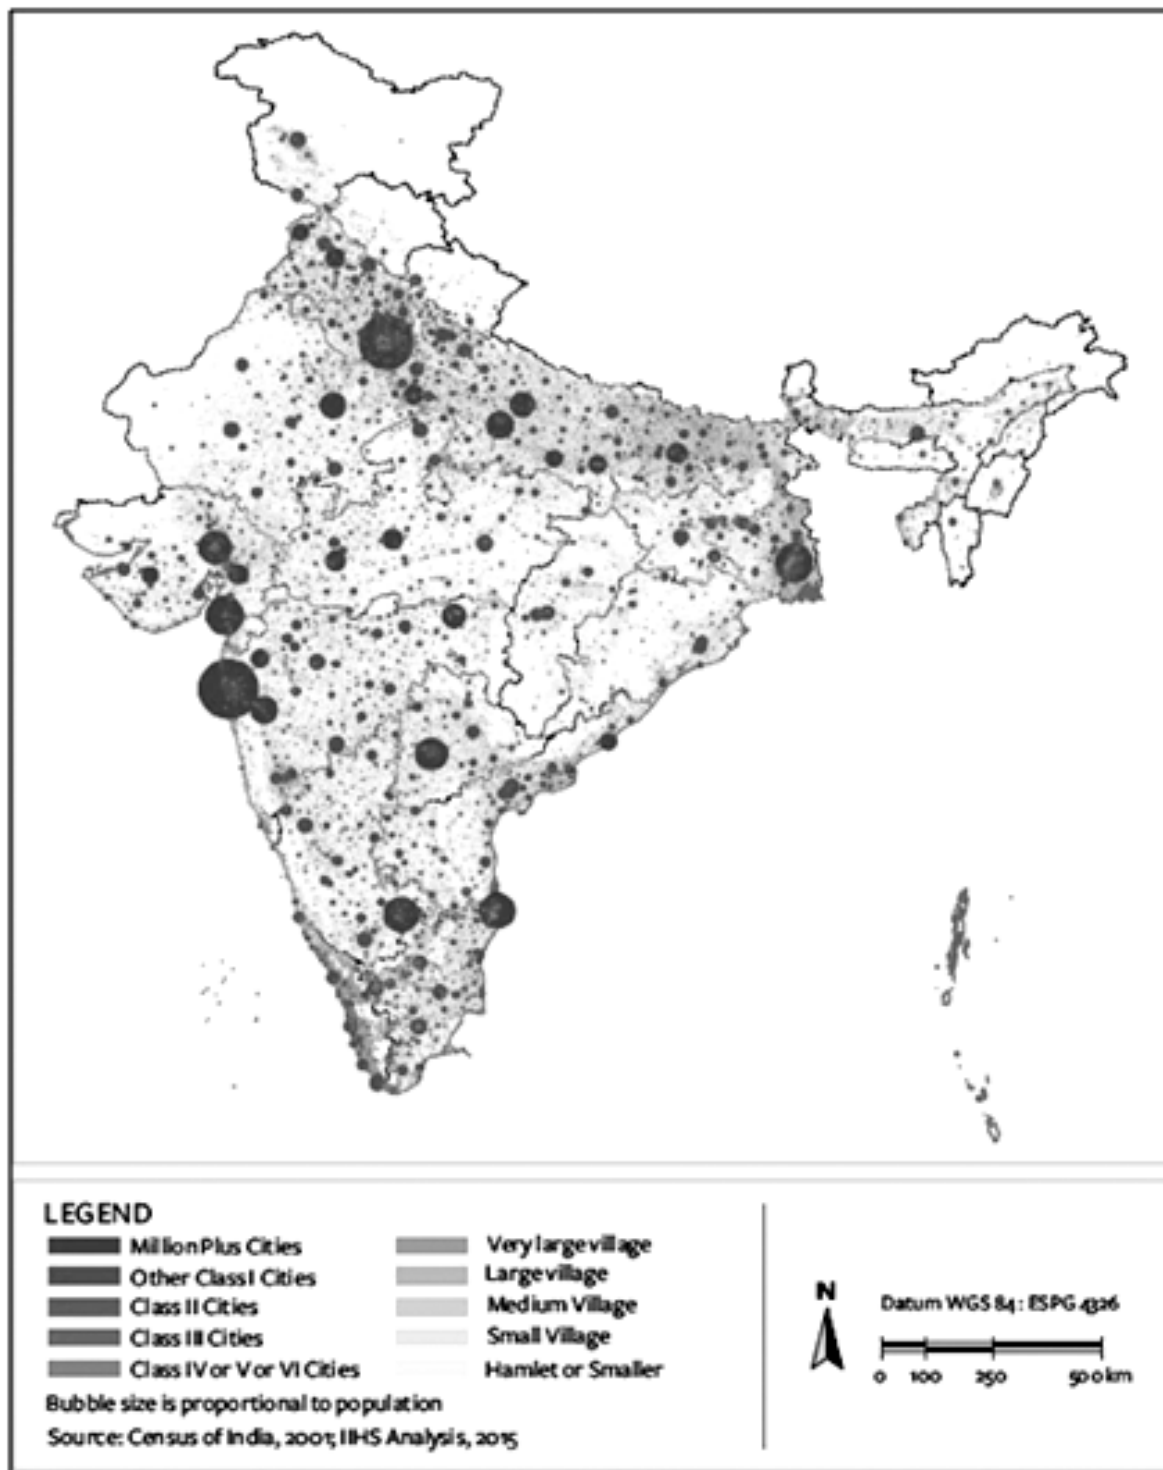 LEGEND
Million Plus Cities
Other Class I Cities
Class II Cities
Class III Cities
Class IV or V or VI Cities
Very large village
Large village
Medium Village
Small Village
Hamlet or Smaller
Bubble size is proportional to population
Source: Census of India, 2001; IIHS Analysis, 2015
N
Datum WGS 84 : ESPG 4326
0 100 250 500 km